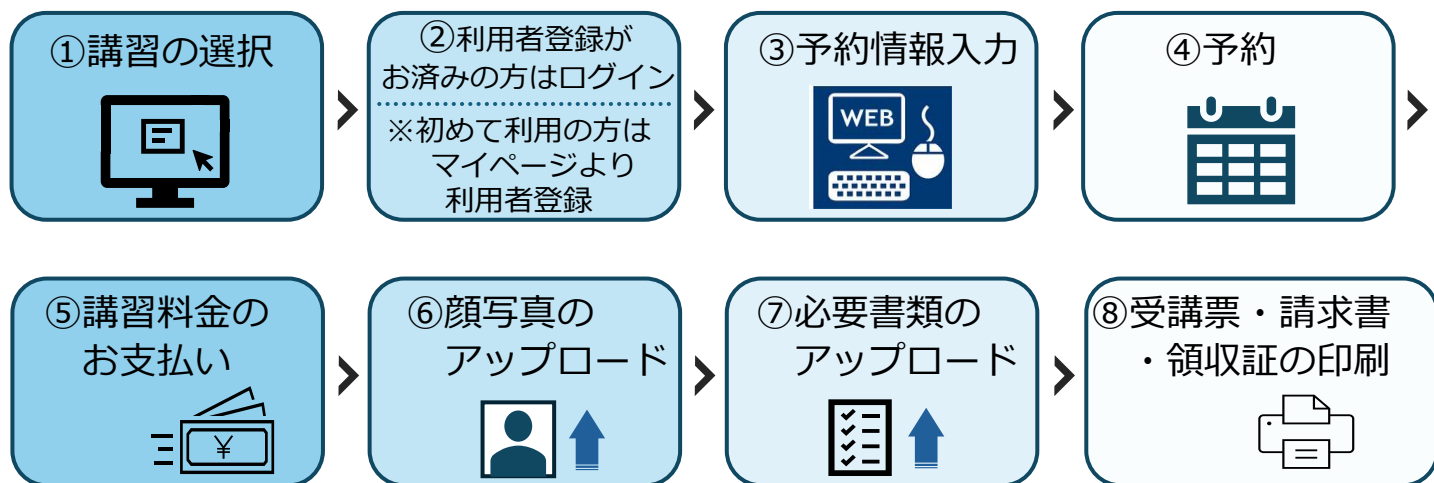 ①講習の選択
②利用者登録が
お済みの方はログイン
※初めて利用の方は
マイページより
利用者登録
③予約情報入力
WEB
④予約
⑤講習料金の
お支払い
¥
⑥顔写真の
アップロード
⑦必要書類の
アップロード
⑧受講票・請求書
・領収証の印刷